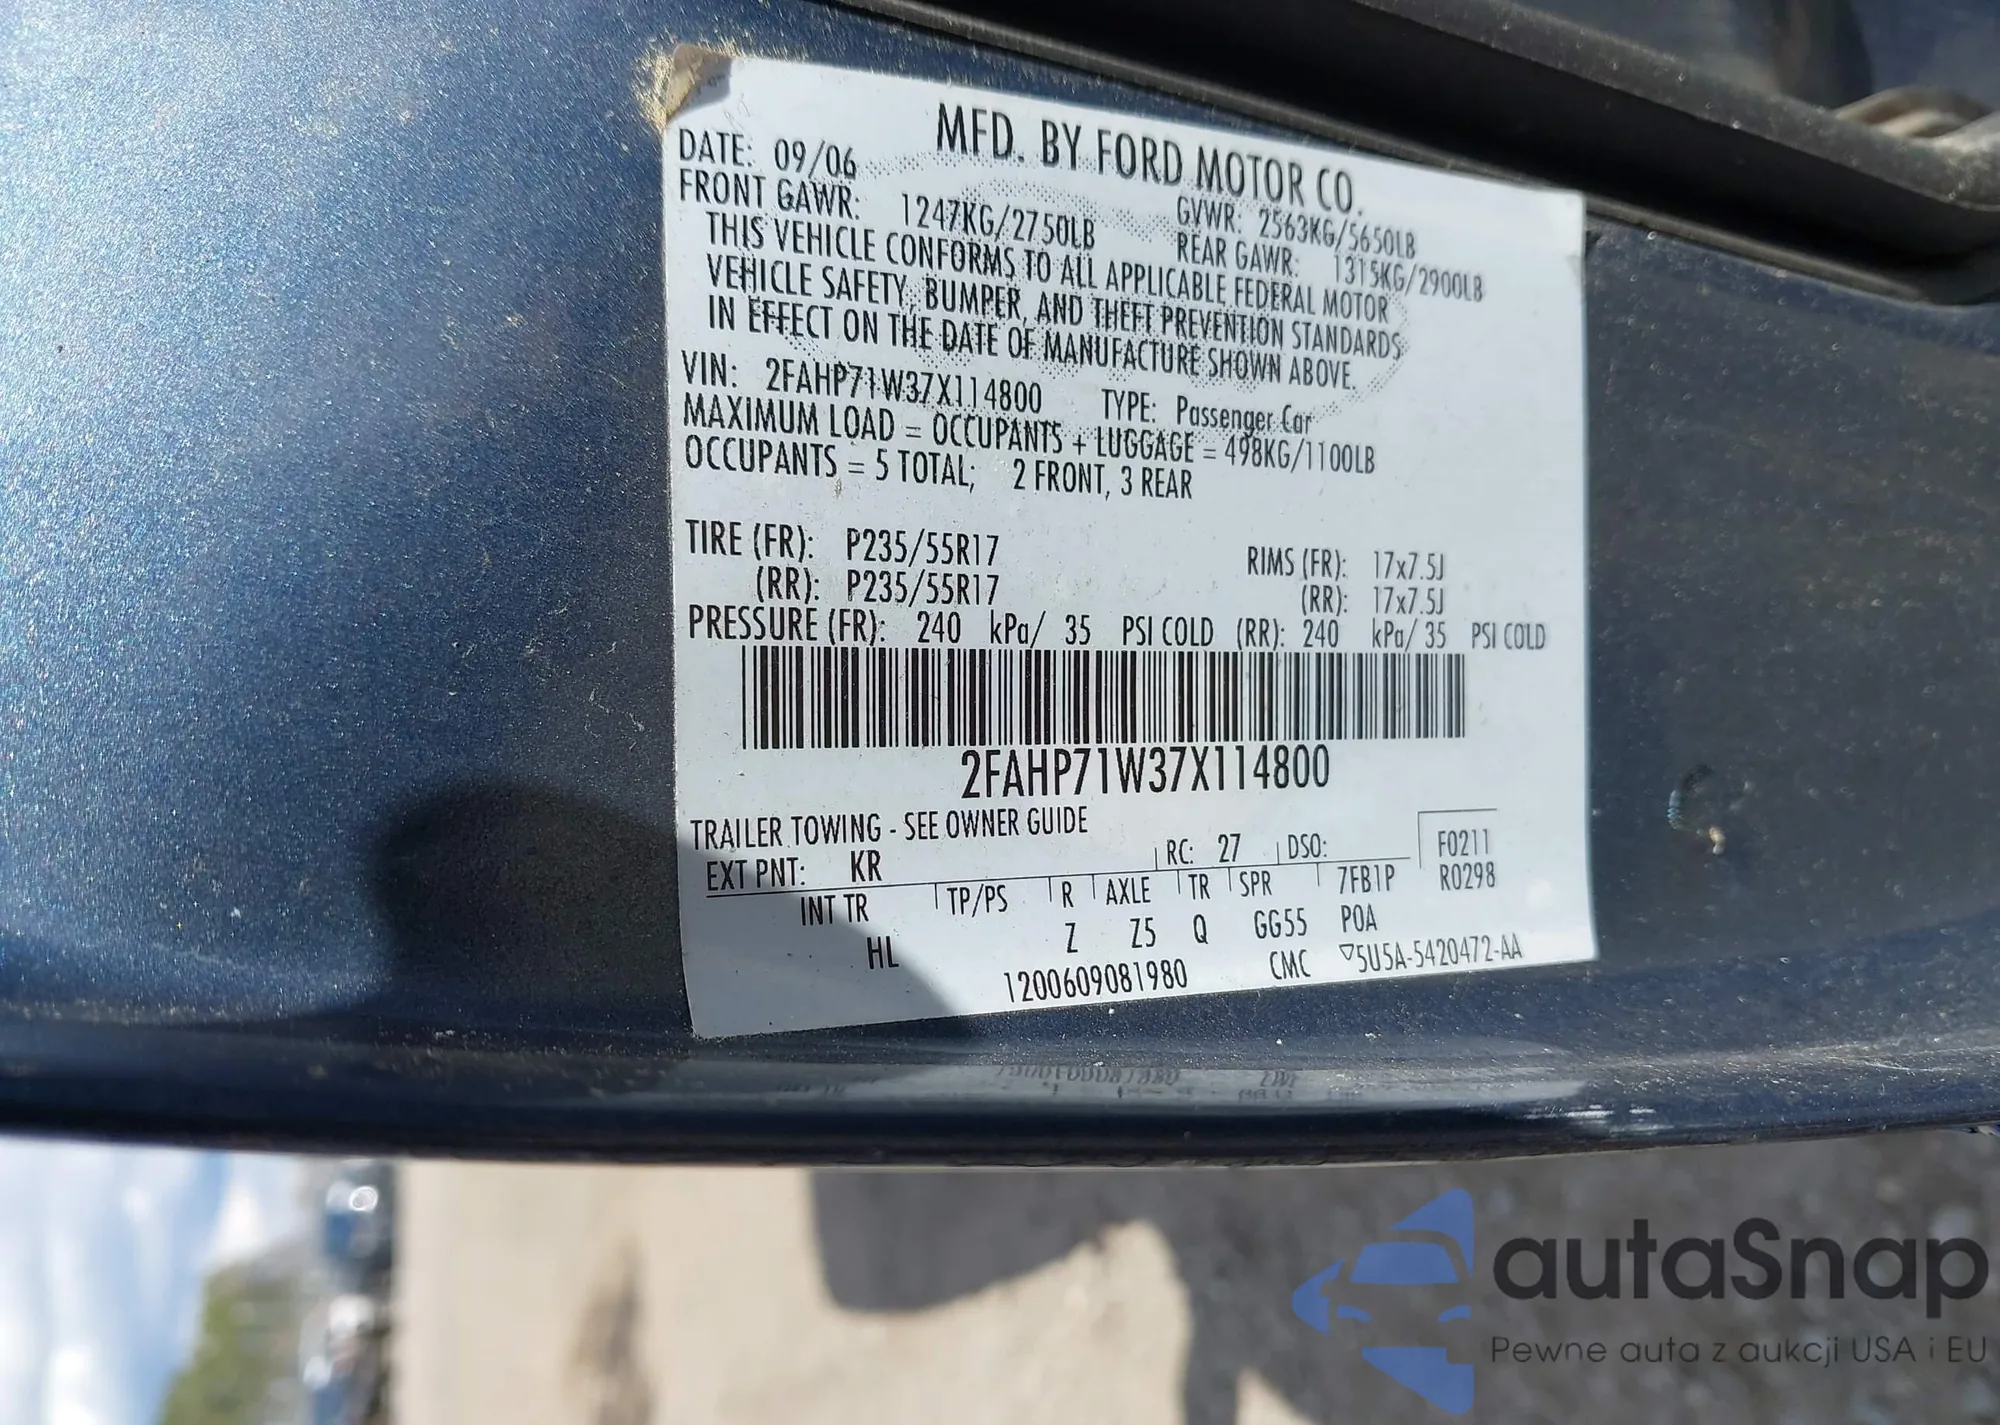 MFD. BY FORD MOTOR CO.
DATE: 09/06
GVWR: 2563KG/5650LB
FRONT GAWR: 1247KG/2750LB REAR GAWR: 1315KG/2900LB
THIS VEHICLE CONFORMS TO ALL APPLICABLE FEDERAL MOTOR
VEHICLE SAFETY, BUMPER, AND THEFT PREVENTION STANDARDS
IN EFFECT ON THE DATE OF MANUFACTURE SHOWN ABOVE.
VIN: 2FAHP71W37X114800 TYPE: Passenger Car
MAXIMUM LOAD = OCCUPANTS + LUGGAGE = 498KG/1100LB
OCCUPANTS = 5 TOTAL; 2 FRONT, 3 REAR
TIRE (FR): P235/55R17 RIMS (FR): 17x7.5J
(RR): P235/55R17 (RR): 17x7.5J
PRESSURE (FR): 240 kPa/ 35 PSI COLD (RR): 240 kPa/ 35 PSI COLD
2FAHP71W37X114800
TRAILER TOWING - SEE OWNER GUIDE
EXT PNT: KR RC: 27 DSO: F0211
INT TR TP/PS R AXLE TR SPR 7FB1P R0298
HL Z Z5 Q GG55 POA
1200609081980 CMC ▽5U5A-5420472-AA
autaSnap
Pewne auta z aukcji USA i EU